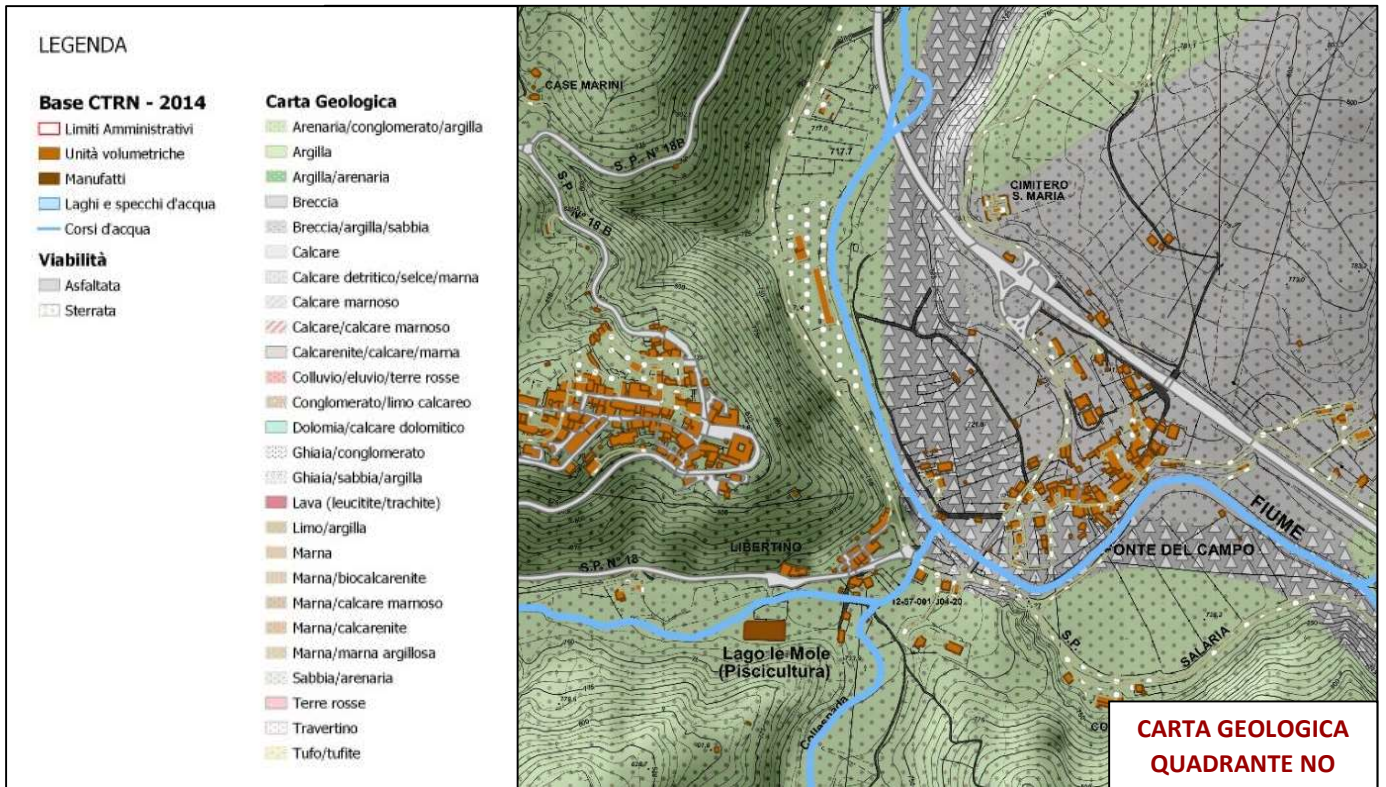 LEGENDA
Base CTRN - 2014
Limiti Amministrativi
Unità volumetriche
Manufatti
Laghi e specchi d'acqua
Corsi d'acqua
Viabilità
Asfaltata
Sterrata
Carta Geologica
Arenaria/conglomerato/argilla
Argilla
Argilla/arenaria
Breccia
Breccia/argilla/sabbia
Calcare
Calcare detritico/selce/marna
Calcare marnoso
Calcare/calcare marnoso
Calcarenite/calcare/marna
Colluvio/eluvio/terre rosse
Conglomerato/limo calcareo
Dolomia/calcare dolomitico
Ghiaia/conglomerato
Ghiaia/sabbia/argilla
Lava (leucitite/trachite)
Limo/argilla
Marna
Marna/biocalcarenite
Marna/calcare marnoso
Marna/calcarenite
Marna/marna argillosa
Sabbia/arenaria
Terre rosse
Travertino
Tufo/tufite
CASE MARINI
S.P. N° 18B
S.P. N° 18 B
717.7
CIMITERO
S. MARIA
FIUME
PONTE DEL CAMPO
LIBERTINO
S.P. N° 18
Lago le Mole
(Piscicultura)
S.P.
SALARIA
Collespada
CARTA GEOLOGICA
QUADRANTE NO